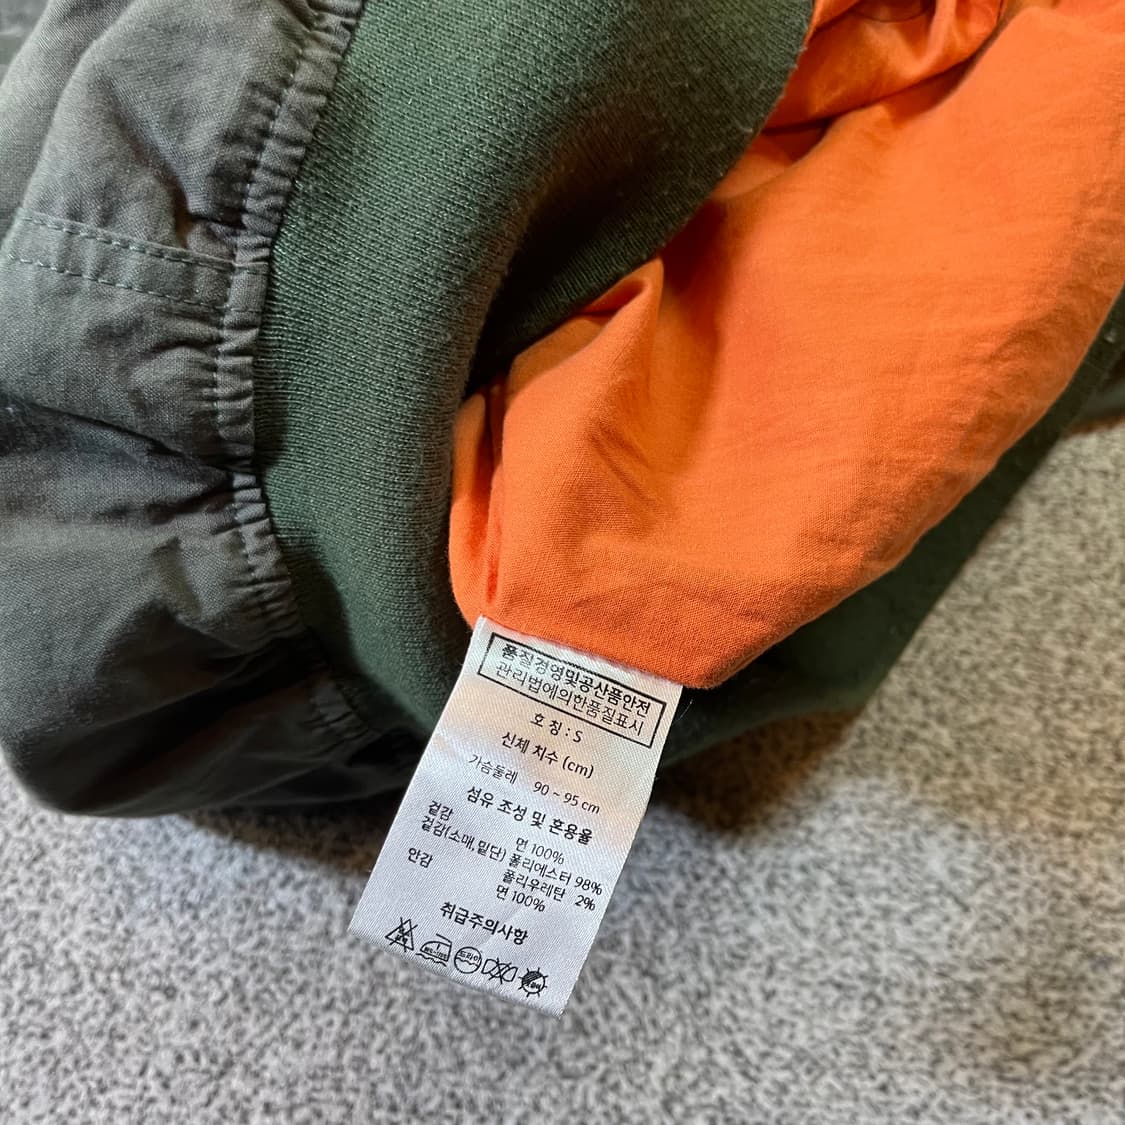 품질경영및공산품안전
관리법에의한품질표시
호 칭 : S
신체 치수 (cm)
가슴둘레 90 ~ 95 cm
섬유 조성 및 혼용율
겉감 면 100%
겉감(소매,밑단) 폴리에스터 98%
폴리우레탄 2%
안감 면 100%
취급주의사항
드라이